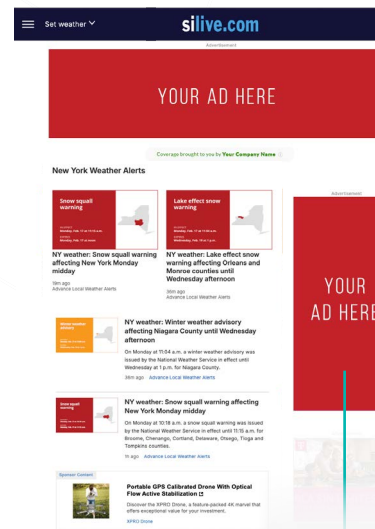 Set weather
silive.com
Advertisement
YOUR AD HERE
Coverage brought to you by Your Company Name
New York Weather Alerts
Advertisement
Snow squall
warning
Lake effect snow
warning
NY weather: Snow squall warning
affecting New York Monday
midday
19m ago
Advance Local Weather Alerts
NY weather: Lake effect snow
warning affecting Orleans and
Monroe counties until
Wednesday afternoon
36m ago
Advance Local Weather Alerts
YOUR
AD HERE
NY weather: Winter weather advisory
affecting Niagara County until Wednesday
afternoon
On Monday at 11:04 a.m. a winter weather advisory was
issued by the National Weather Service in effect until
Wednesday at 1 p.m. for Niagara County.
36m ago Advance Local Weather Alerts
Snow squall
warning
NY weather: Snow squall warning affecting
New York Monday midday
On Monday at 10:18 a.m. a snow squall warning was issued
by the National Weather Service in effect until 11:15 a.m. for
Broome, Chenango, Cortland, Delaware, Otsego, Tioga and
Tompkins counties.
1h ago Advance Local Weather Alerts
Sponsor Content
Portable GPS Calibrated Drone With Optical
Flow Active Stabilization
Discover the XPRO Drone, a feature-packed 4K marvel that
offers exceptional value for your investment.
XPRO Drone